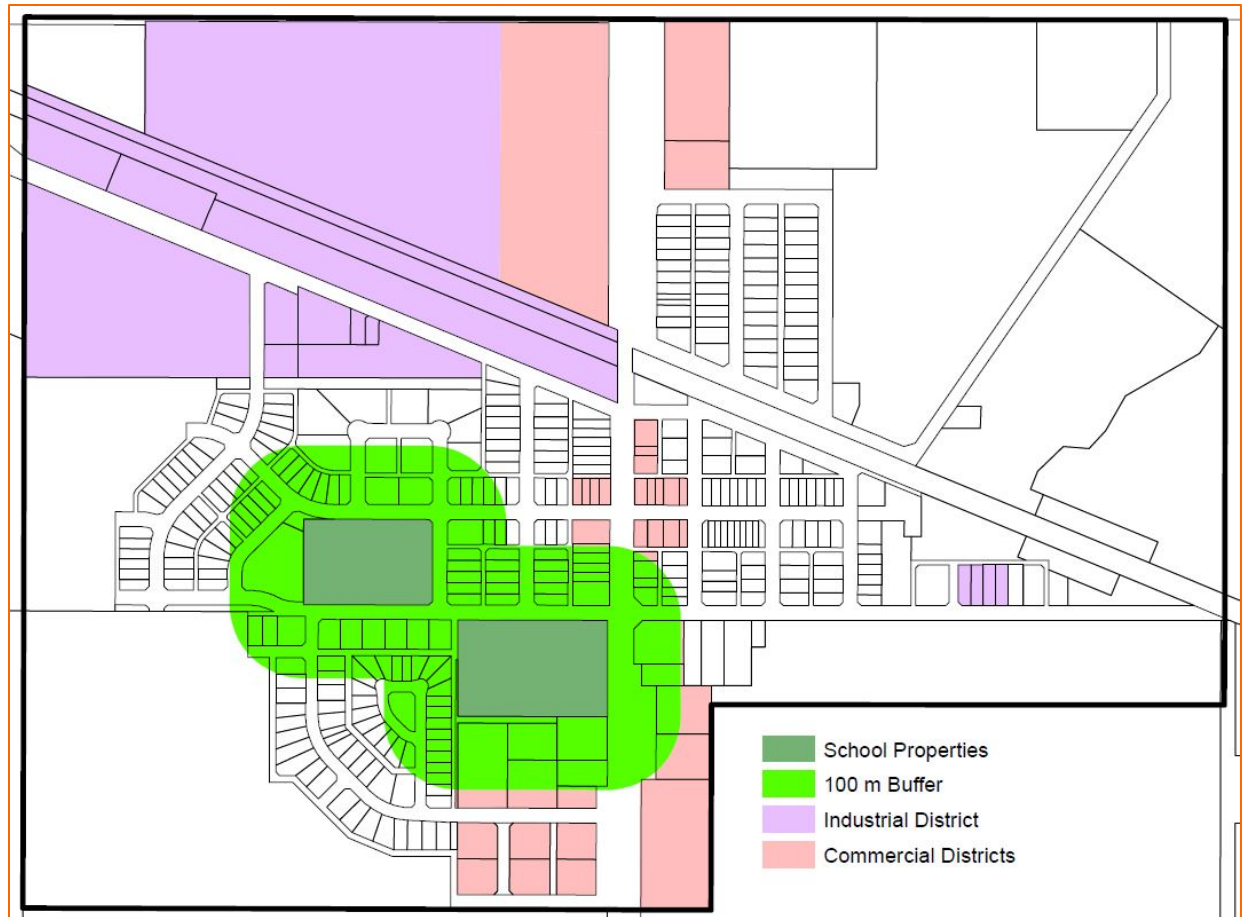 School Properties
100 m Buffer
Industrial District
Commercial Districts